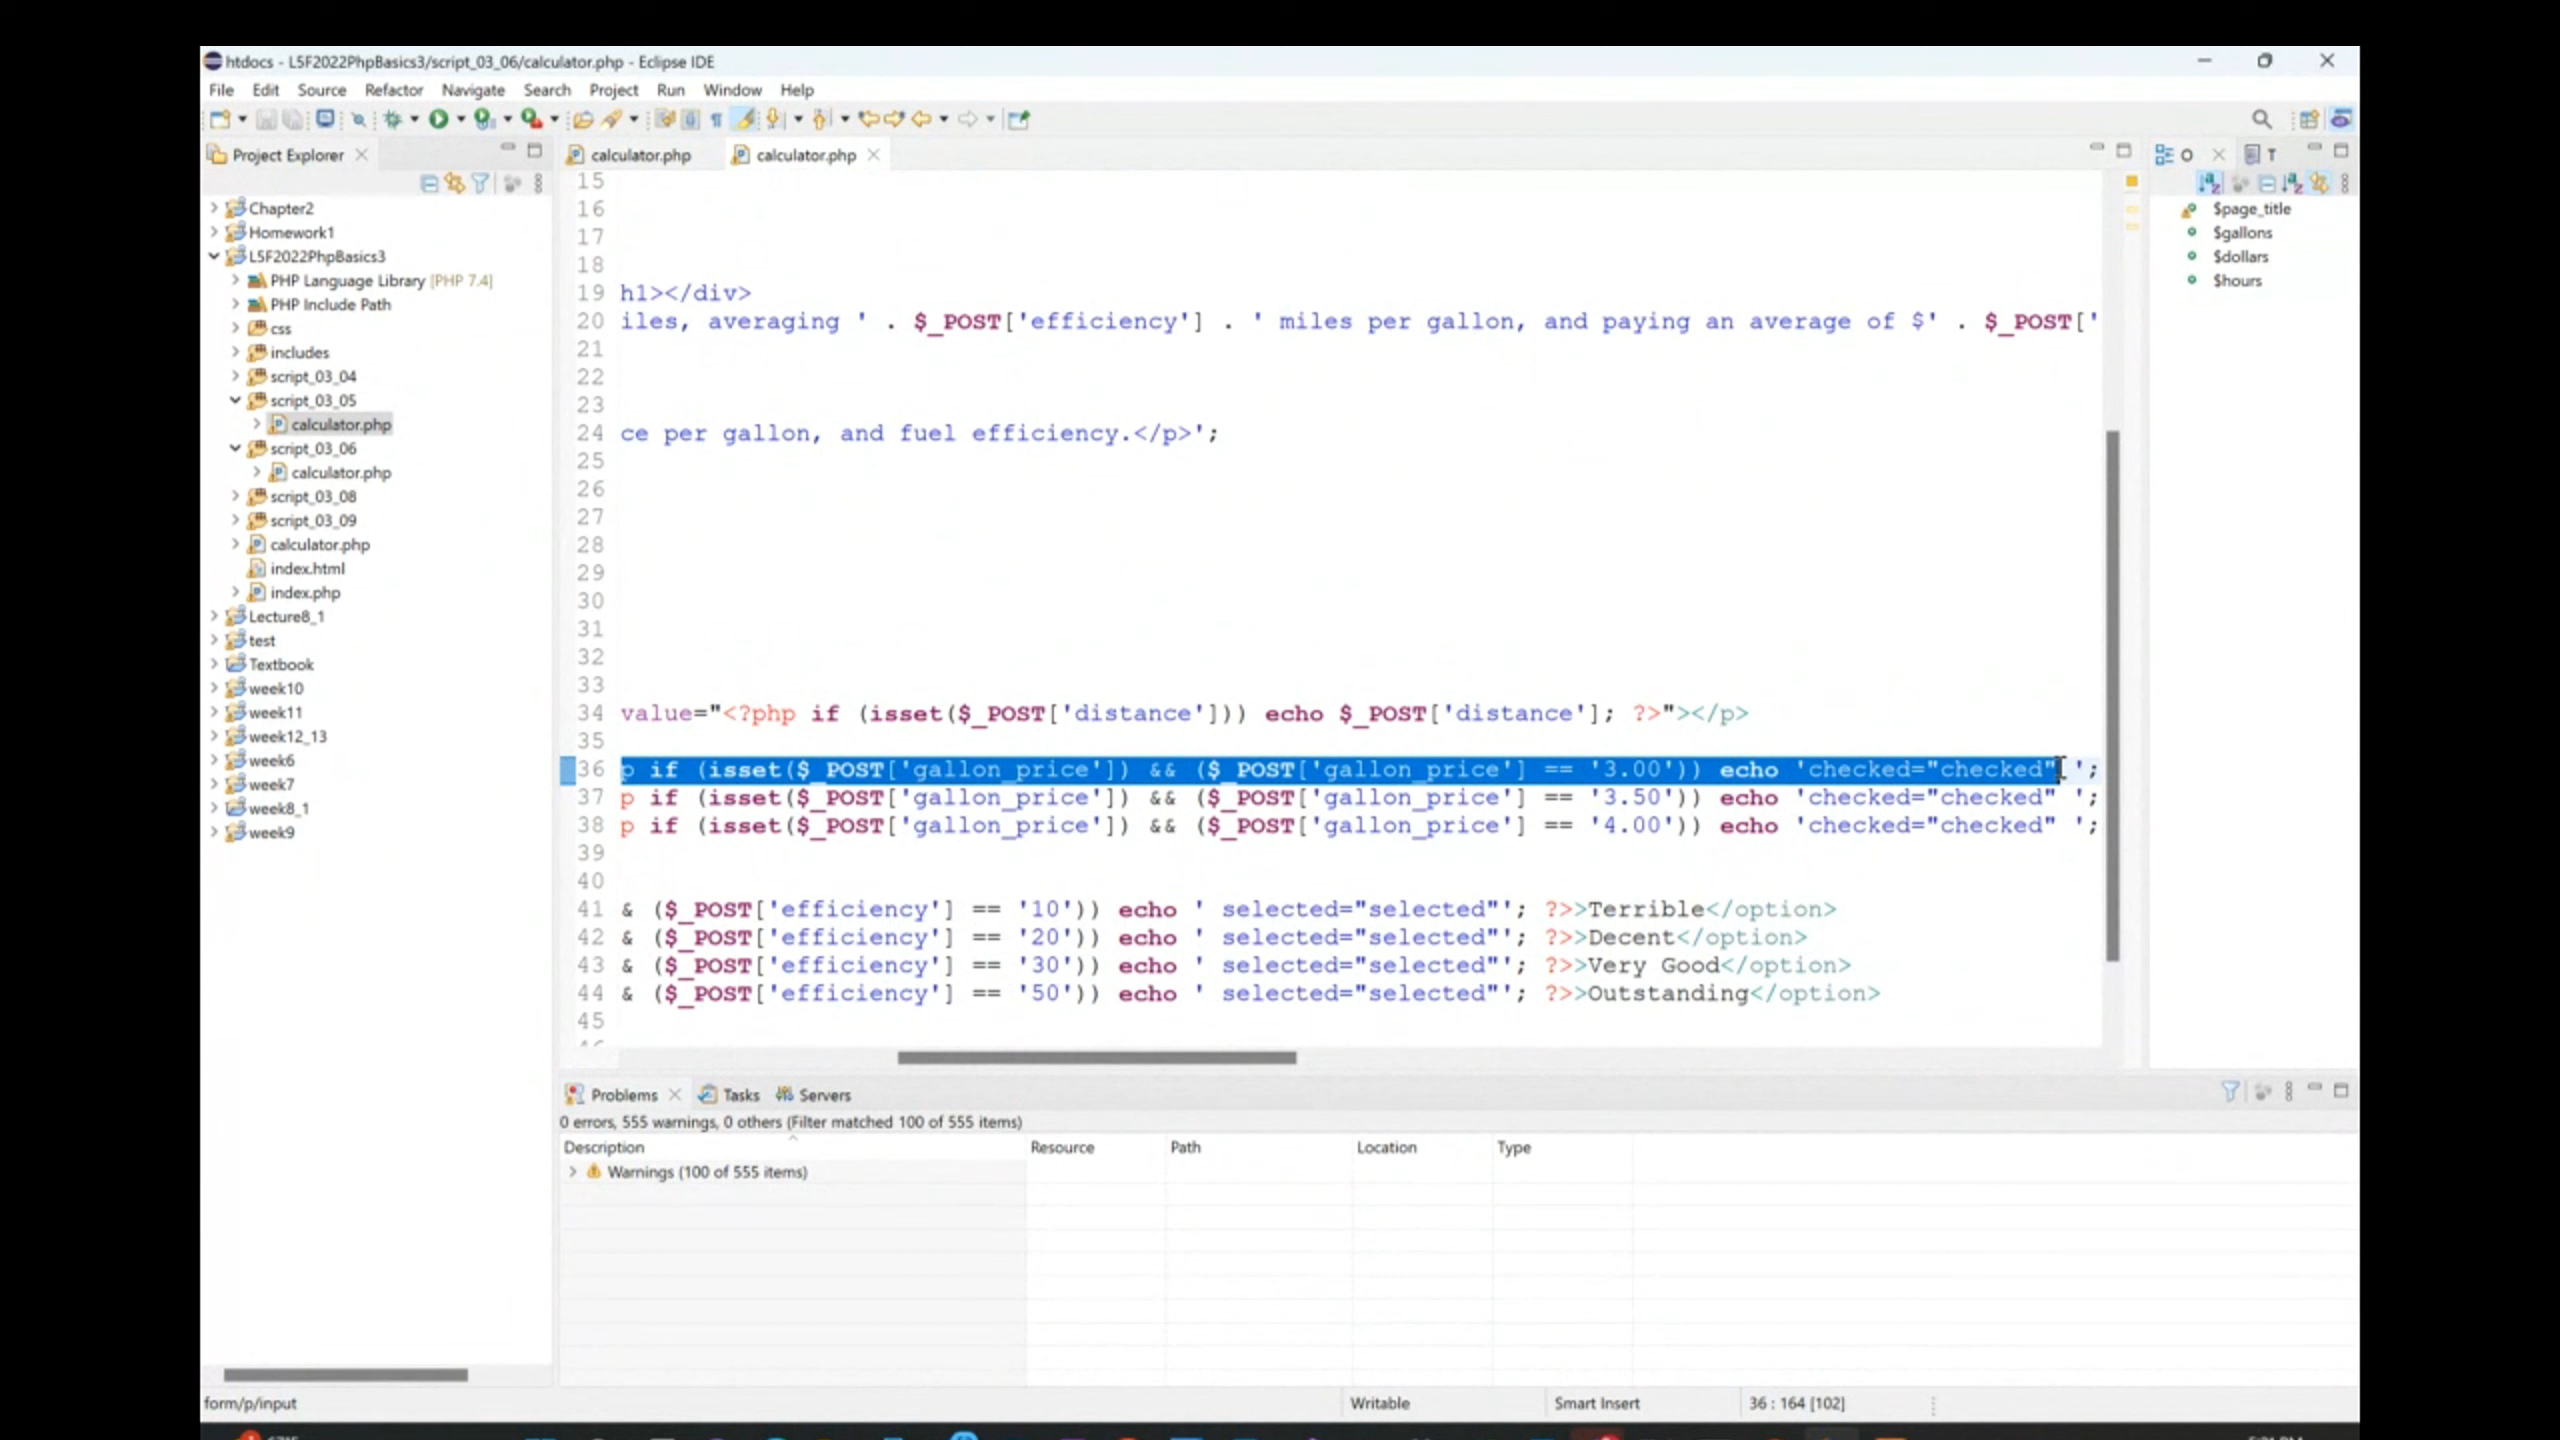 htdocs - L5F2022PhpBasics3/script_03_06/calculator.php - Eclipse IDE
File Edit Source Refactor Navigate Search Project Run Window Help
Project Explorer
calculator.php
calculator.php
O
T
Chapter2
Homework1
L5F2022PhpBasics3
PHP Language Library [PHP 7.4]
PHP Include Path
css
includes
script_03_04
script_03_05
calculator.php
script_03_06
calculator.php
script_03_08
script_03_09
calculator.php
index.html
index.php
Lecture8_1
test
Textbook
week10
week11
week12_13
week6
week7
week8_1
week9
15
16
17
18
19 h1></div>
20 iles, averaging ' . $_POST['efficiency'] . ' miles per gallon, and paying an average of $' . $_POST['
21
22
23
24 ce per gallon, and fuel efficiency.</p>';
25
26
27
28
29
30
31
32
33
34 value="<?php if (isset($_POST['distance'])) echo $_POST['distance']; ?>"></p>
35
36 p if (isset($_POST['gallon_price']) && ($_POST['gallon_price'] == '3.00')) echo 'checked="checked" ';
37 p if (isset($_POST['gallon_price']) && ($_POST['gallon_price'] == '3.50')) echo 'checked="checked" ';
38 p if (isset($_POST['gallon_price']) && ($_POST['gallon_price'] == '4.00')) echo 'checked="checked" ';
39
40
41 & ($_POST['efficiency'] == '10')) echo ' selected="selected"'; ?>>Terrible</option>
42 & ($_POST['efficiency'] == '20')) echo ' selected="selected"'; ?>>Decent</option>
43 & ($_POST['efficiency'] == '30')) echo ' selected="selected"'; ?>>Very Good</option>
44 & ($_POST['efficiency'] == '50')) echo ' selected="selected"'; ?>>Outstanding</option>
45
$page_title
$gallons
$dollars
$hours
Problems Tasks Servers
0 errors, 555 warnings, 0 others (Filter matched 100 of 555 items)
Description Resource Path Location Type
Warnings (100 of 555 items)
form/p/input Writable Smart Insert 36 : 164 [102]